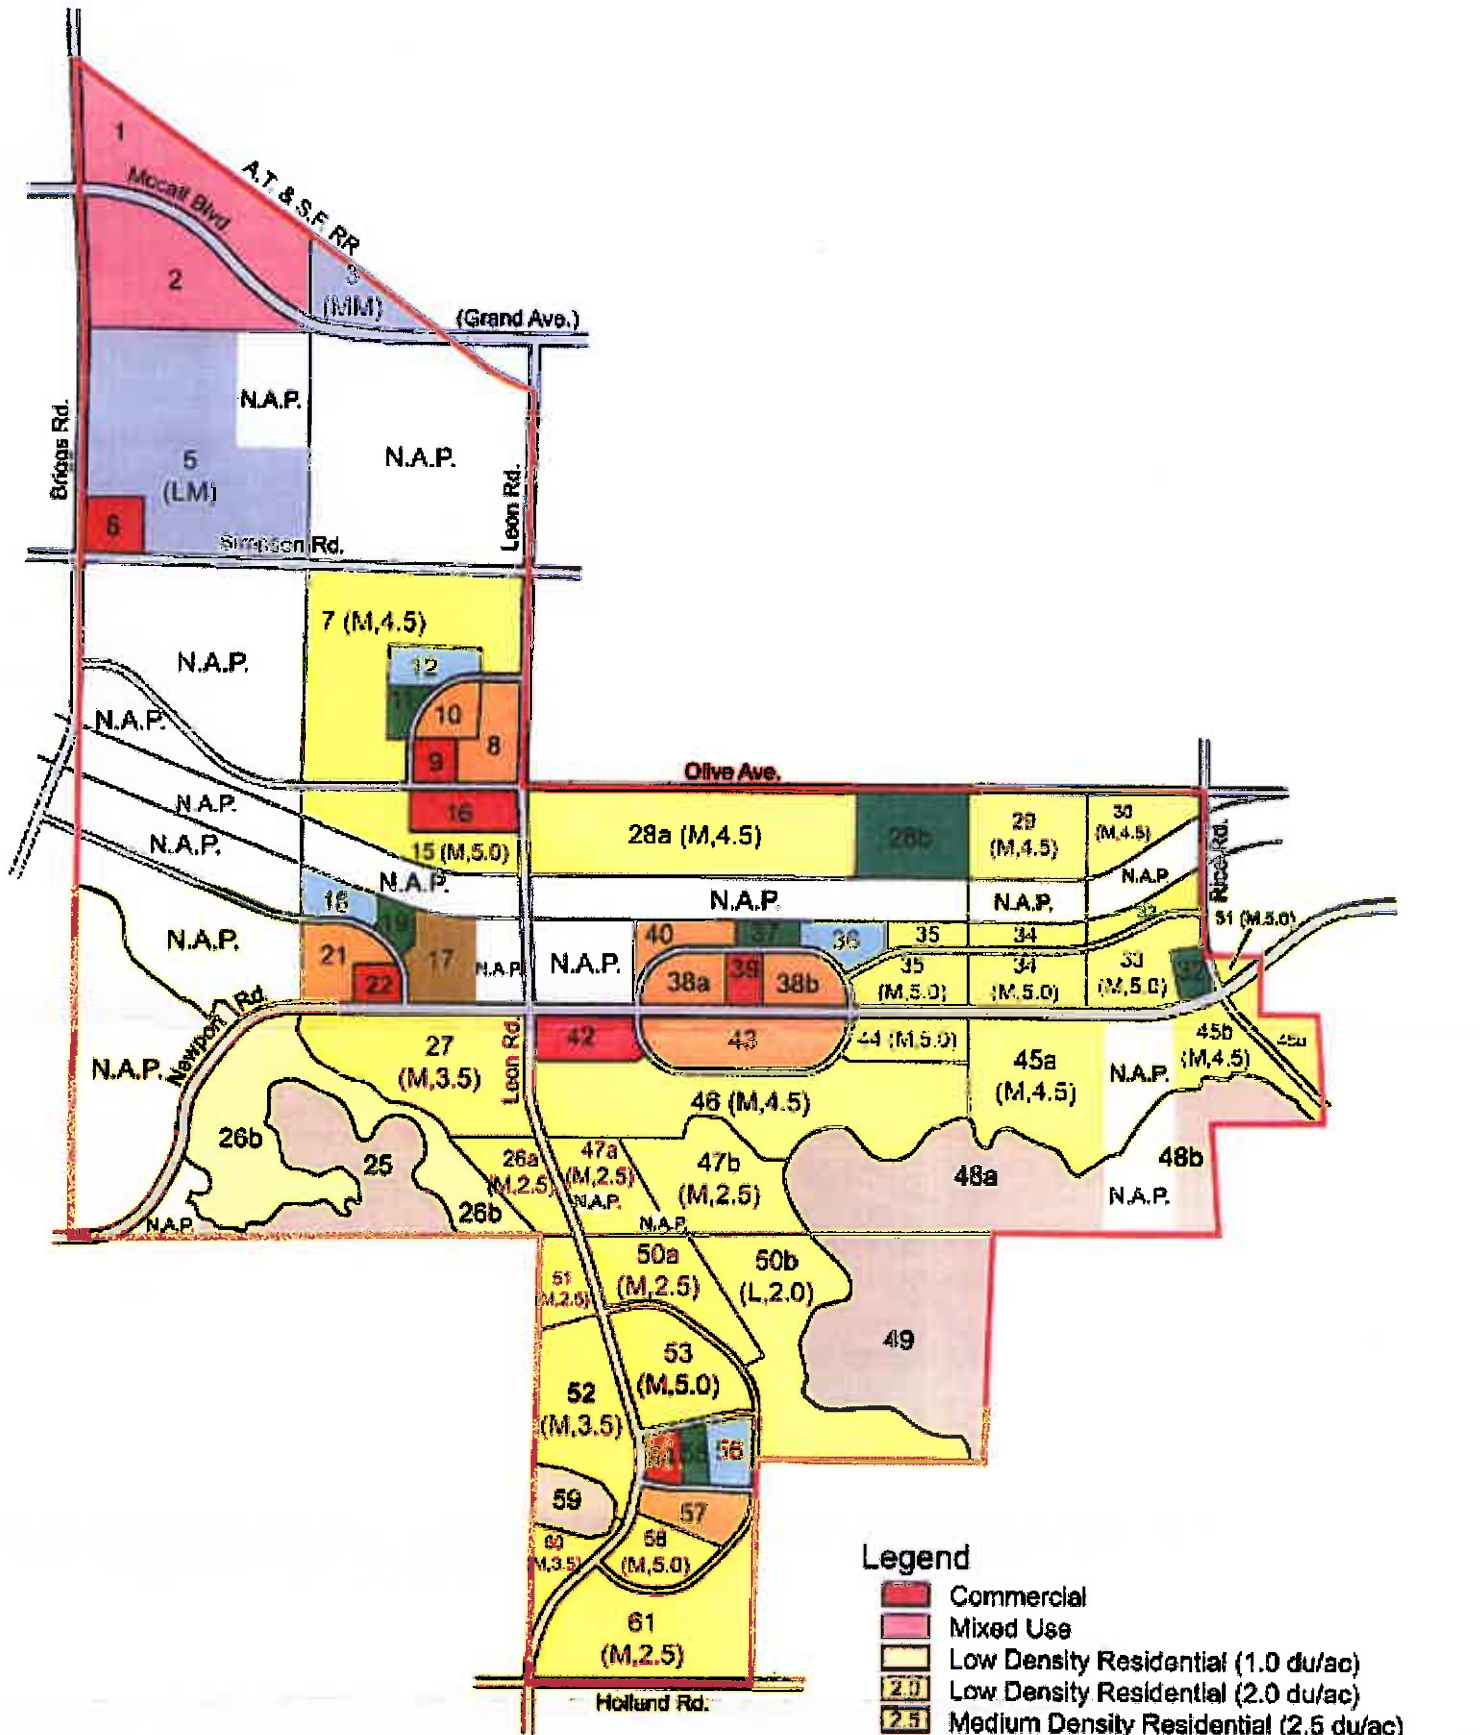 1
Mccall Blvd
A.T. & S.F. RR
2
3
(MM)
(Grand Ave.)
N.A.P.
N.A.P.
Briggs Rd.
5
(LM)
Leon Rd.
6
Simpson Rd.
7 (M,4.5)
N.A.P.
12
11
10
N.A.P.
8
9
Olive Ave.
N.A.P.
16
28a (M,4.5)
28b
29
(M,4.5)
30
(M,4.5)
Rice Rd.
N.A.P.
15 (M,5.0)
N.A.P.
N.A.P.
N.A.P.
N.A.P.
18
19
32
31 (M,5.0)
N.A.P.
21
17
N.A.P.
N.A.P.
40
37
36
35
34
22
38a
39
38b
35
(M,5.0)
34
(M,5.0)
33
(M,5.0)
32
Newport Rd.
27
(M,3.5)
Leon Rd.
42
43
44 (M,5.0)
45a
(M,4.5)
N.A.P.
45b
(M,4.5)
N.A.P.
46 (M,4.5)
26b
25
26a
(M,2.5)
47a
(M,2.5)
N.A.P.
47b
(M,2.5)
48a
48b
N.A.P.
26b
N.A.P.
N.A.P.
51
(M,2.5)
50a
(M,2.5)
50b
(L,2.0)
49
53
(M,5.0)
52
(M,3.5)
56
59
57
60
(M,3.5)
58
(M,5.0)
61
(M,2.5)
Holland Rd.
Legend
Commercial
Mixed Use
Low Density Residential (1.0 du/ac)
2.0 Low Density Residential (2.0 du/ac)
2.5 Medium Density Residential (2.5 du/ac)